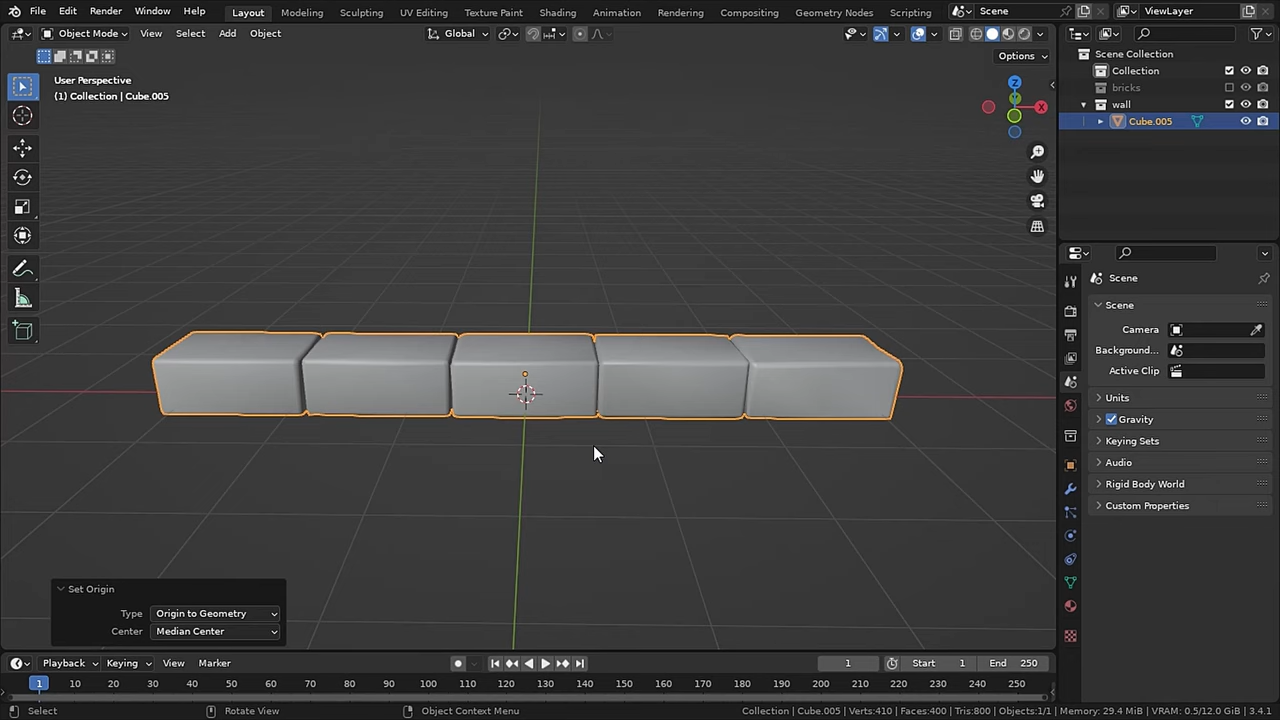 File Edit Render Window Help Layout Modeling Sculpting UV Editing Texture Paint Shading Animation Rendering Compositing Geometry Nodes Scripting Scene ViewLayer
Object Mode View Select Add Object Global
Options
User Perspective
(1) Collection | Cube.005
Z
Y
X
Scene Collection
Collection
bricks
wall
Cube.005
Scene
Scene
Camera
Background...
Active Clip
Units
Gravity
Keying Sets
Audio
Rigid Body World
Custom Properties
Set Origin
Type Origin to Geometry
Center Median Center
Playback Keying View Marker 1 Start 1 End 250
1 10 20 30 40 50 60 70 80 90 100 110 120 130 140 150 160 170 180 190 200 210 220 230 240 250
Select Rotate View Object Context Menu Collection | Cube.005 | Verts:410 | Faces:400 | Tris:800 | Objects:1/1 | Memory: 29.4 MiB | VRAM: 0.5/12.0 GiB | 3.4.1